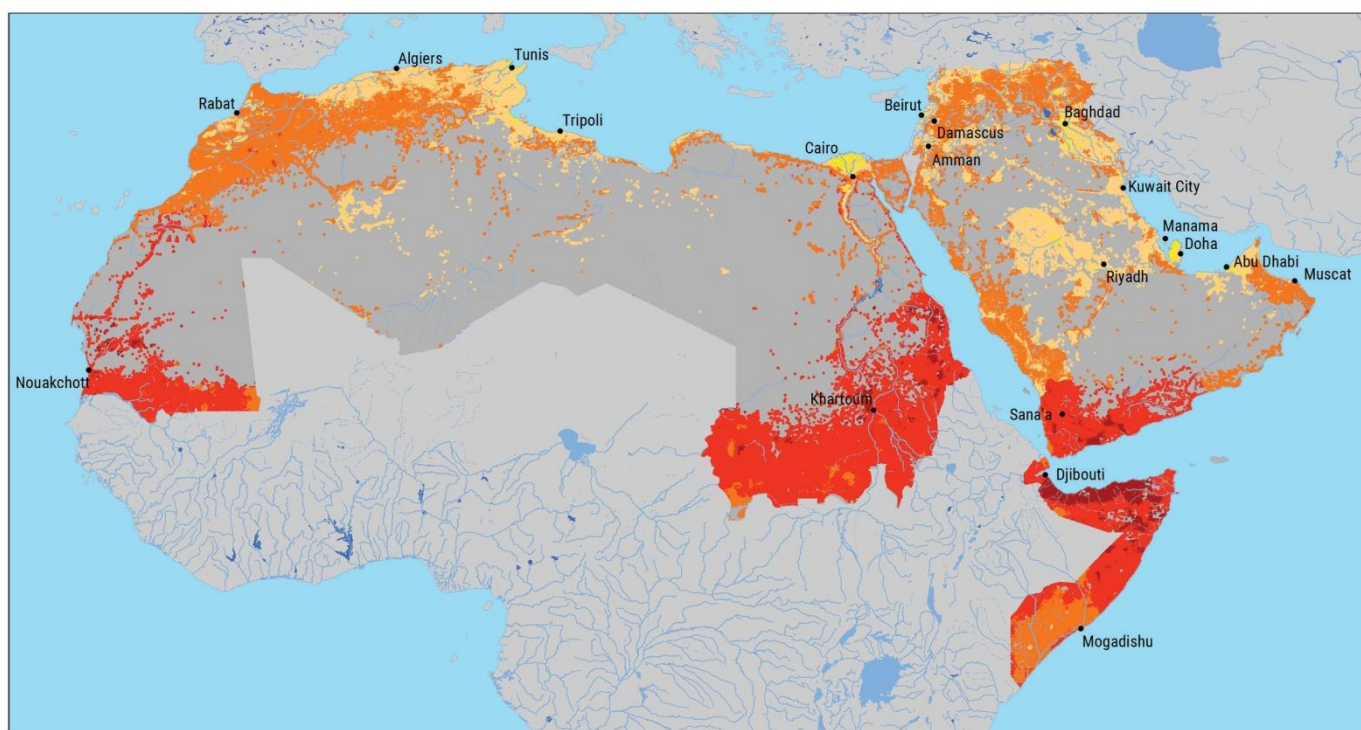 Algiers
Tunis
Rabat
Tripoli
Beirut
Baghdad
Damascus
Cairo
Amman
Kuwait City
Manama
Doha
Abu Dhabi
Riyadh
Muscat
Nouakchott
Khartoum
Sana'a
Djibouti
Mogadishu